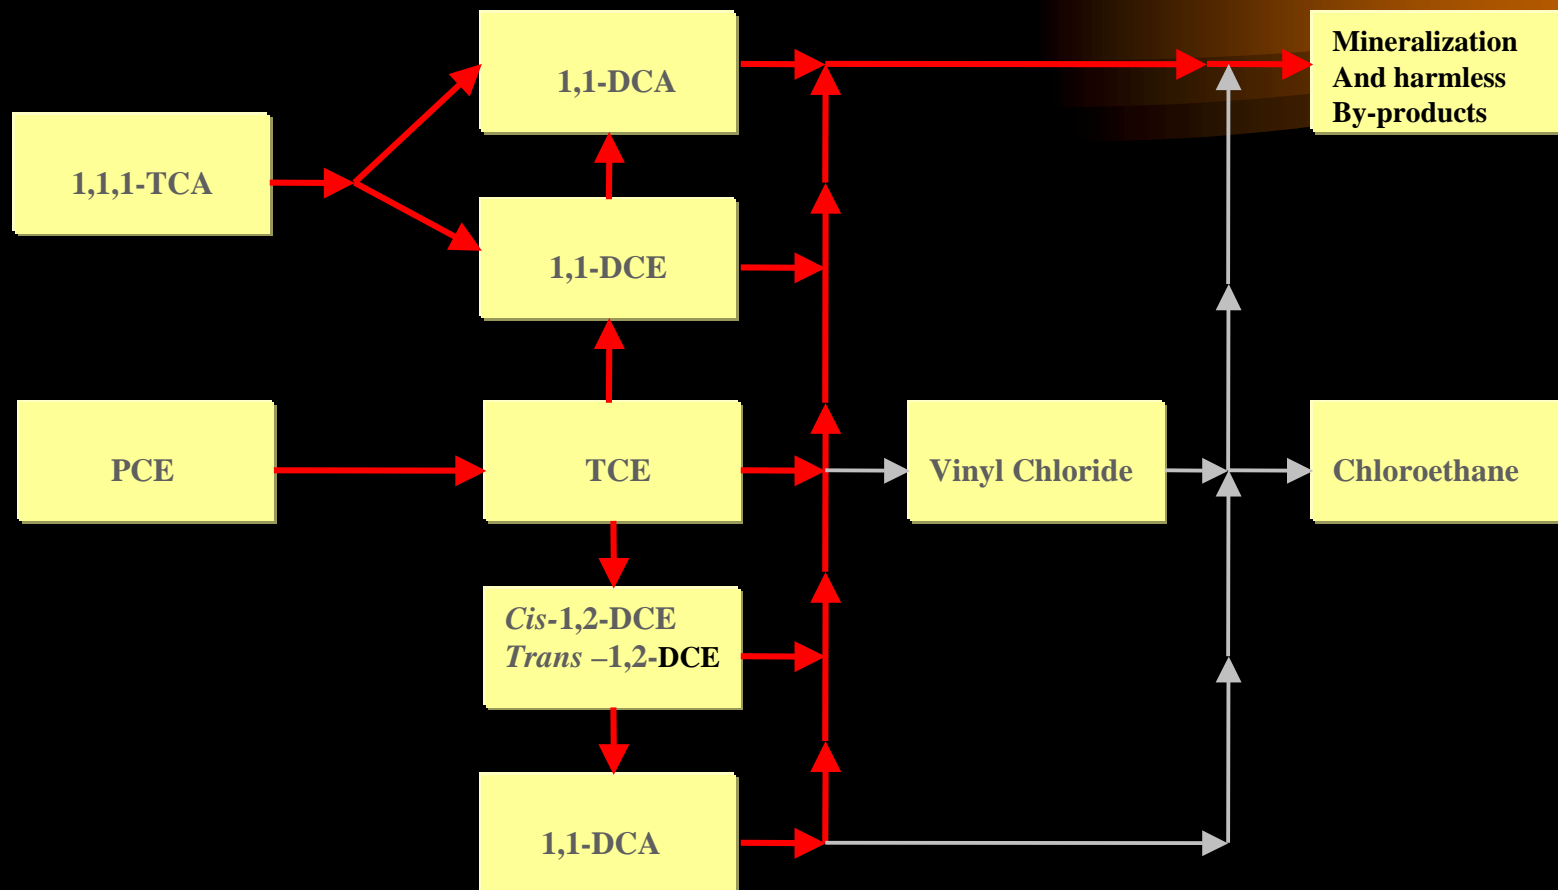 1,1-DCA
Mineralization
And harmless
By-products
1,1,1-TCA
1,1-DCE
PCE
TCE
Vinyl Chloride
Chloroethane
Cis-1,2-DCE
Trans –1,2-DCE
1,1-DCA